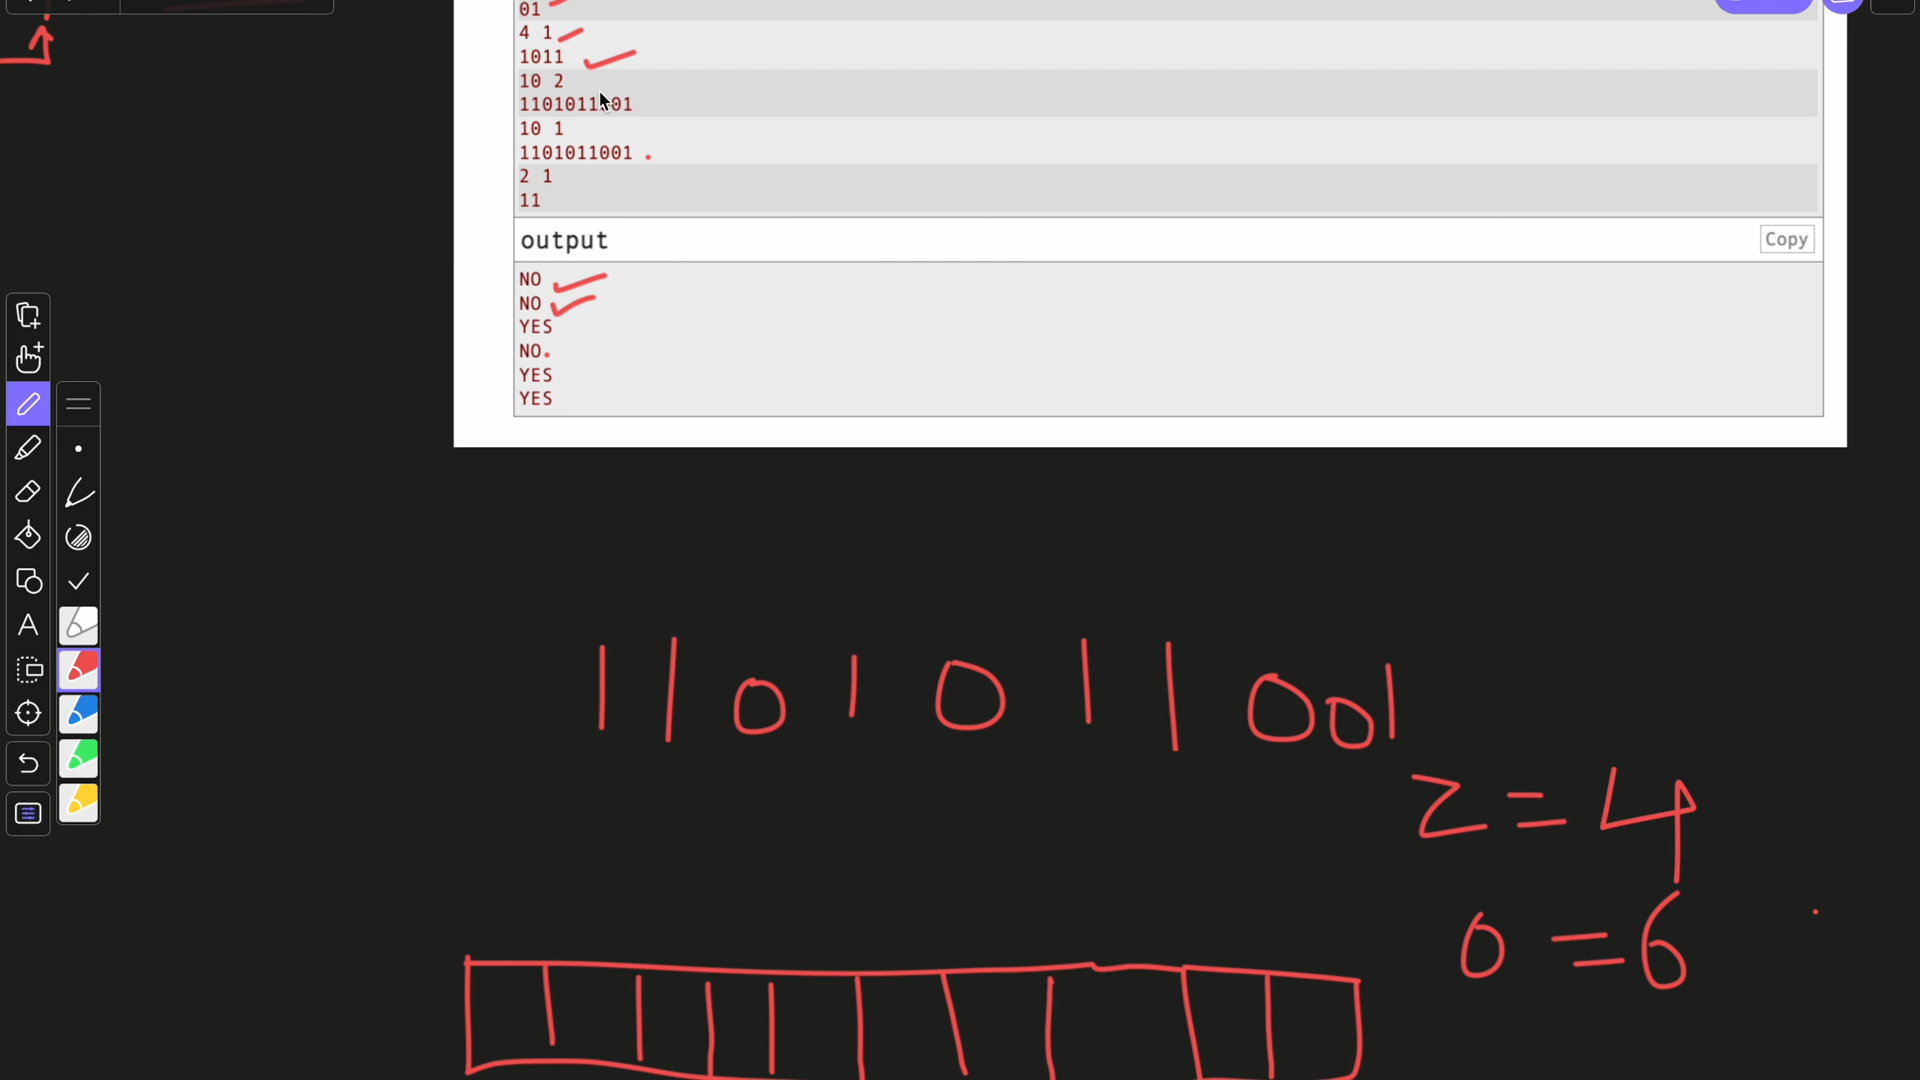 01
4 1
1011
10 2
1101011001
10 1
1101011001 .
2 1
11
output
Copy
NO
NO
YES
NO.
YES
YES
A
1101011001
Z = 4
0 = 6